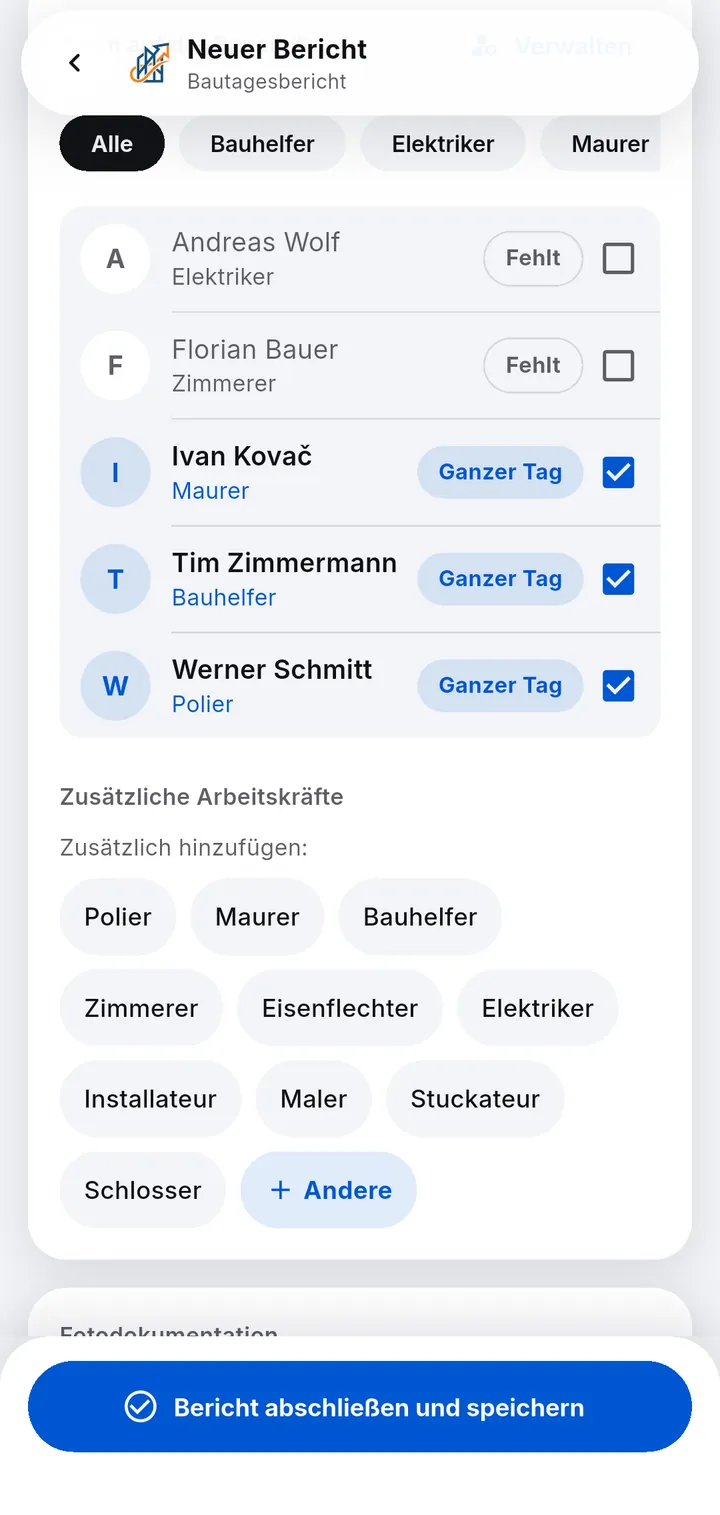 Neuer Bericht
Bautagesbericht
Verwalten
Alle
Bauhelfer
Elektriker
Maurer
A
Andreas Wolf
Elektriker
Fehlt
F
Florian Bauer
Zimmerer
Fehlt
I
Ivan Kovač
Maurer
Ganzer Tag
T
Tim Zimmermann
Bauhelfer
Ganzer Tag
W
Werner Schmitt
Polier
Ganzer Tag
Zusätzliche Arbeitskräfte
Zusätzlich hinzufügen:
Polier
Maurer
Bauhelfer
Zimmerer
Eisenflechter
Elektriker
Installateur
Maler
Stuckateur
Schlosser
+ Andere
Fotodokumentation
Bericht abschließen und speichern